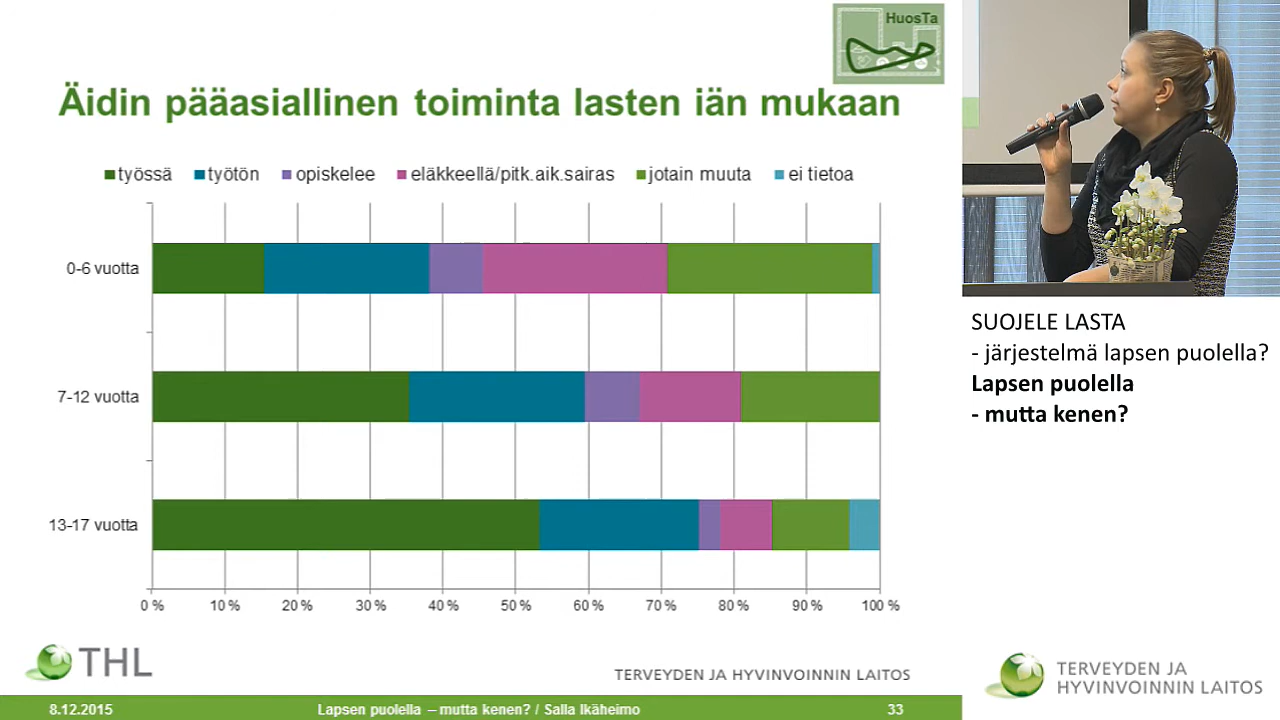 HuosTa
Äidin pääasiallinen toiminta lasten iän mukaan
työssä työtön opiskelee eläkkeellä/pitk.aik.sairas jotain muuta ei tietoa
0-6 vuotta
7-12 vuotta
13-17 vuotta
0 % 10 % 20 % 30 % 40 % 50 % 60 % 70 % 80 % 90 % 100 %
THL
TERVEYDEN JA HYVINVOINNIN LAITOS
8.12.2015 Lapsen puolella – mutta kenen? / Salla Ikäheimo 33
SUOJELE LASTA
- järjestelmä lapsen puolella?
Lapsen puolella
- mutta kenen?
TERVEYDEN JA
HYVINVOINNIN LAITOS